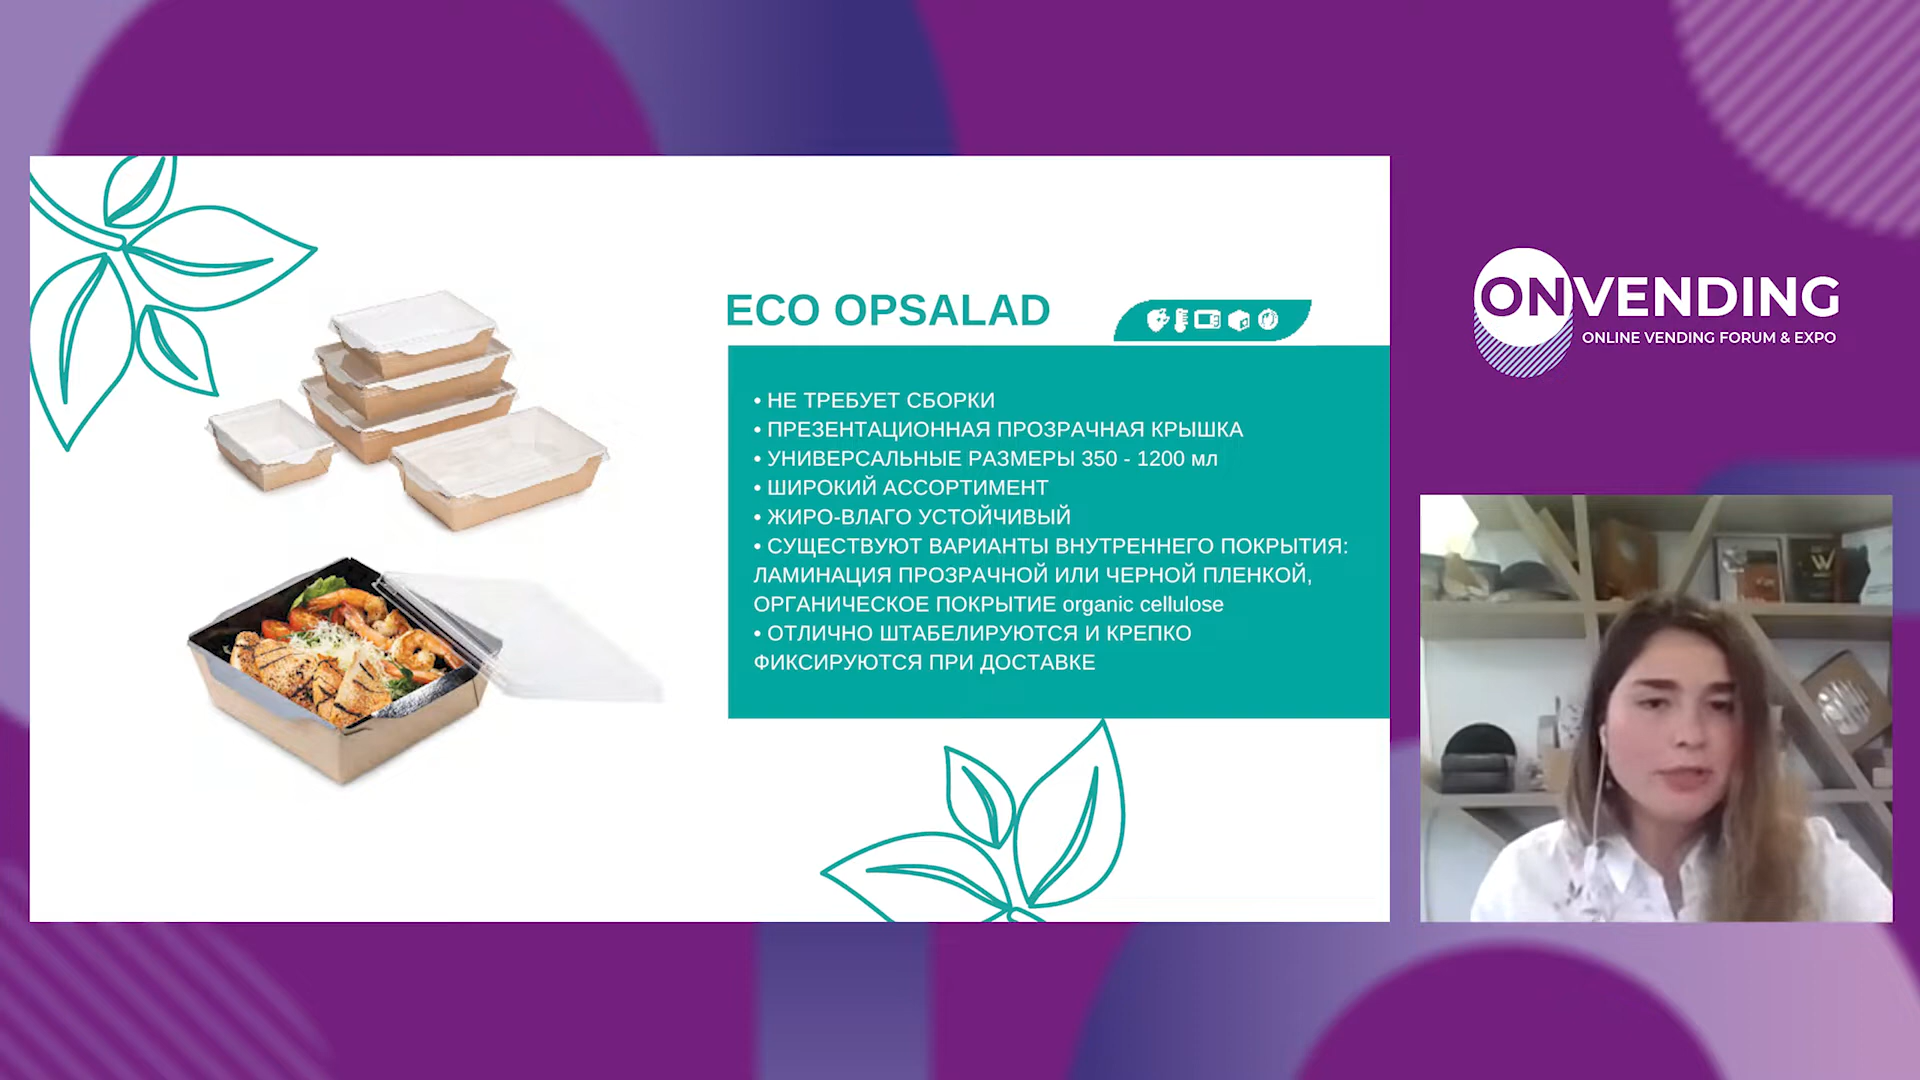 ECO OPSALAD
• НЕ ТРЕБУЕТ СБОРКИ
• ПРЕЗЕНТАЦИОННАЯ ПРОЗРАЧНАЯ КРЫШКА
• УНИВЕРСАЛЬНЫЕ РАЗМЕРЫ 350 - 1200 мл
• ШИРОКИЙ АССОРТИМЕНТ
• ЖИРО-ВЛАГО УСТОЙЧИВЫЙ
• СУЩЕСТВУЮТ ВАРИАНТЫ ВНУТРЕННЕГО ПОКРЫТИЯ:
ЛАМИНАЦИЯ ПРОЗРАЧНОЙ ИЛИ ЧЕРНОЙ ПЛЕНКОЙ,
ОРГАНИЧЕСКОЕ ПОКРЫТИЕ organic cellulose
• ОТЛИЧНО ШТАБЕЛИРУЮТСЯ И КРЕПКО
ФИКСИРУЮТСЯ ПРИ ДОСТАВКЕ
ONVENDING
ONLINE VENDING FORUM & EXPO
W